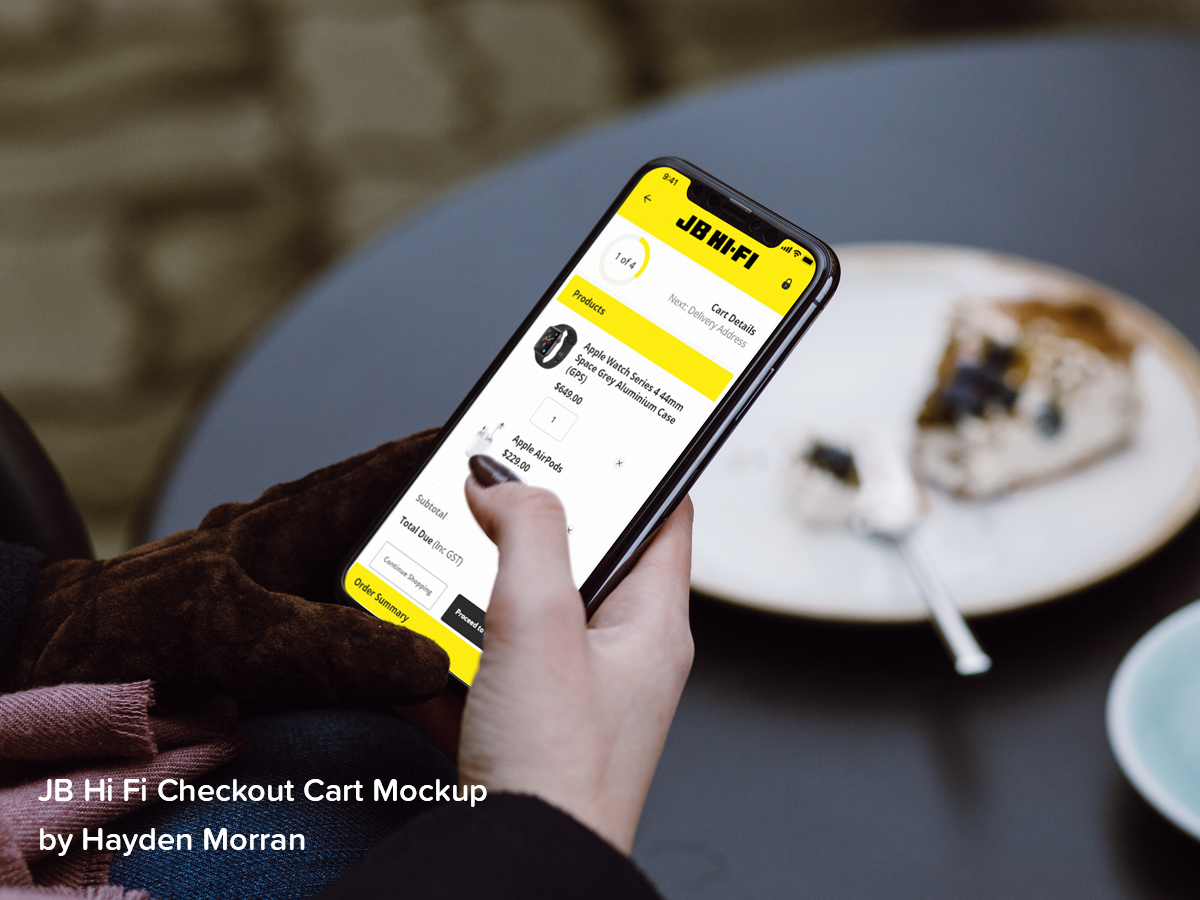 9:41
JB HI-FI
1 of 4
Cart Details
Next: Delivery Address
Products
Apple Watch Series 4 44mm
Space Grey Aluminium Case
(GPS)
$649.00
1
Apple AirPods
$229.00
Subtotal
Total Due (Inc GST)
Continue Shopping
Proceed to
Order Summary
JB Hi Fi Checkout Cart Mockup
by Hayden Morran